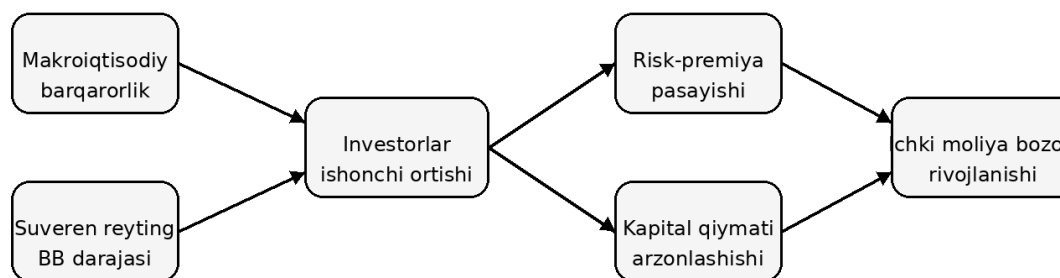 Makroiqtisodiy
barqarorlik
Suveren reyting
BB darajasi
Investorlar
ishonchi ortishi
Risk-premiya
pasayishi
Kapital qiymati
arzonlashishi
chki moliya bozo
rivojlanishi